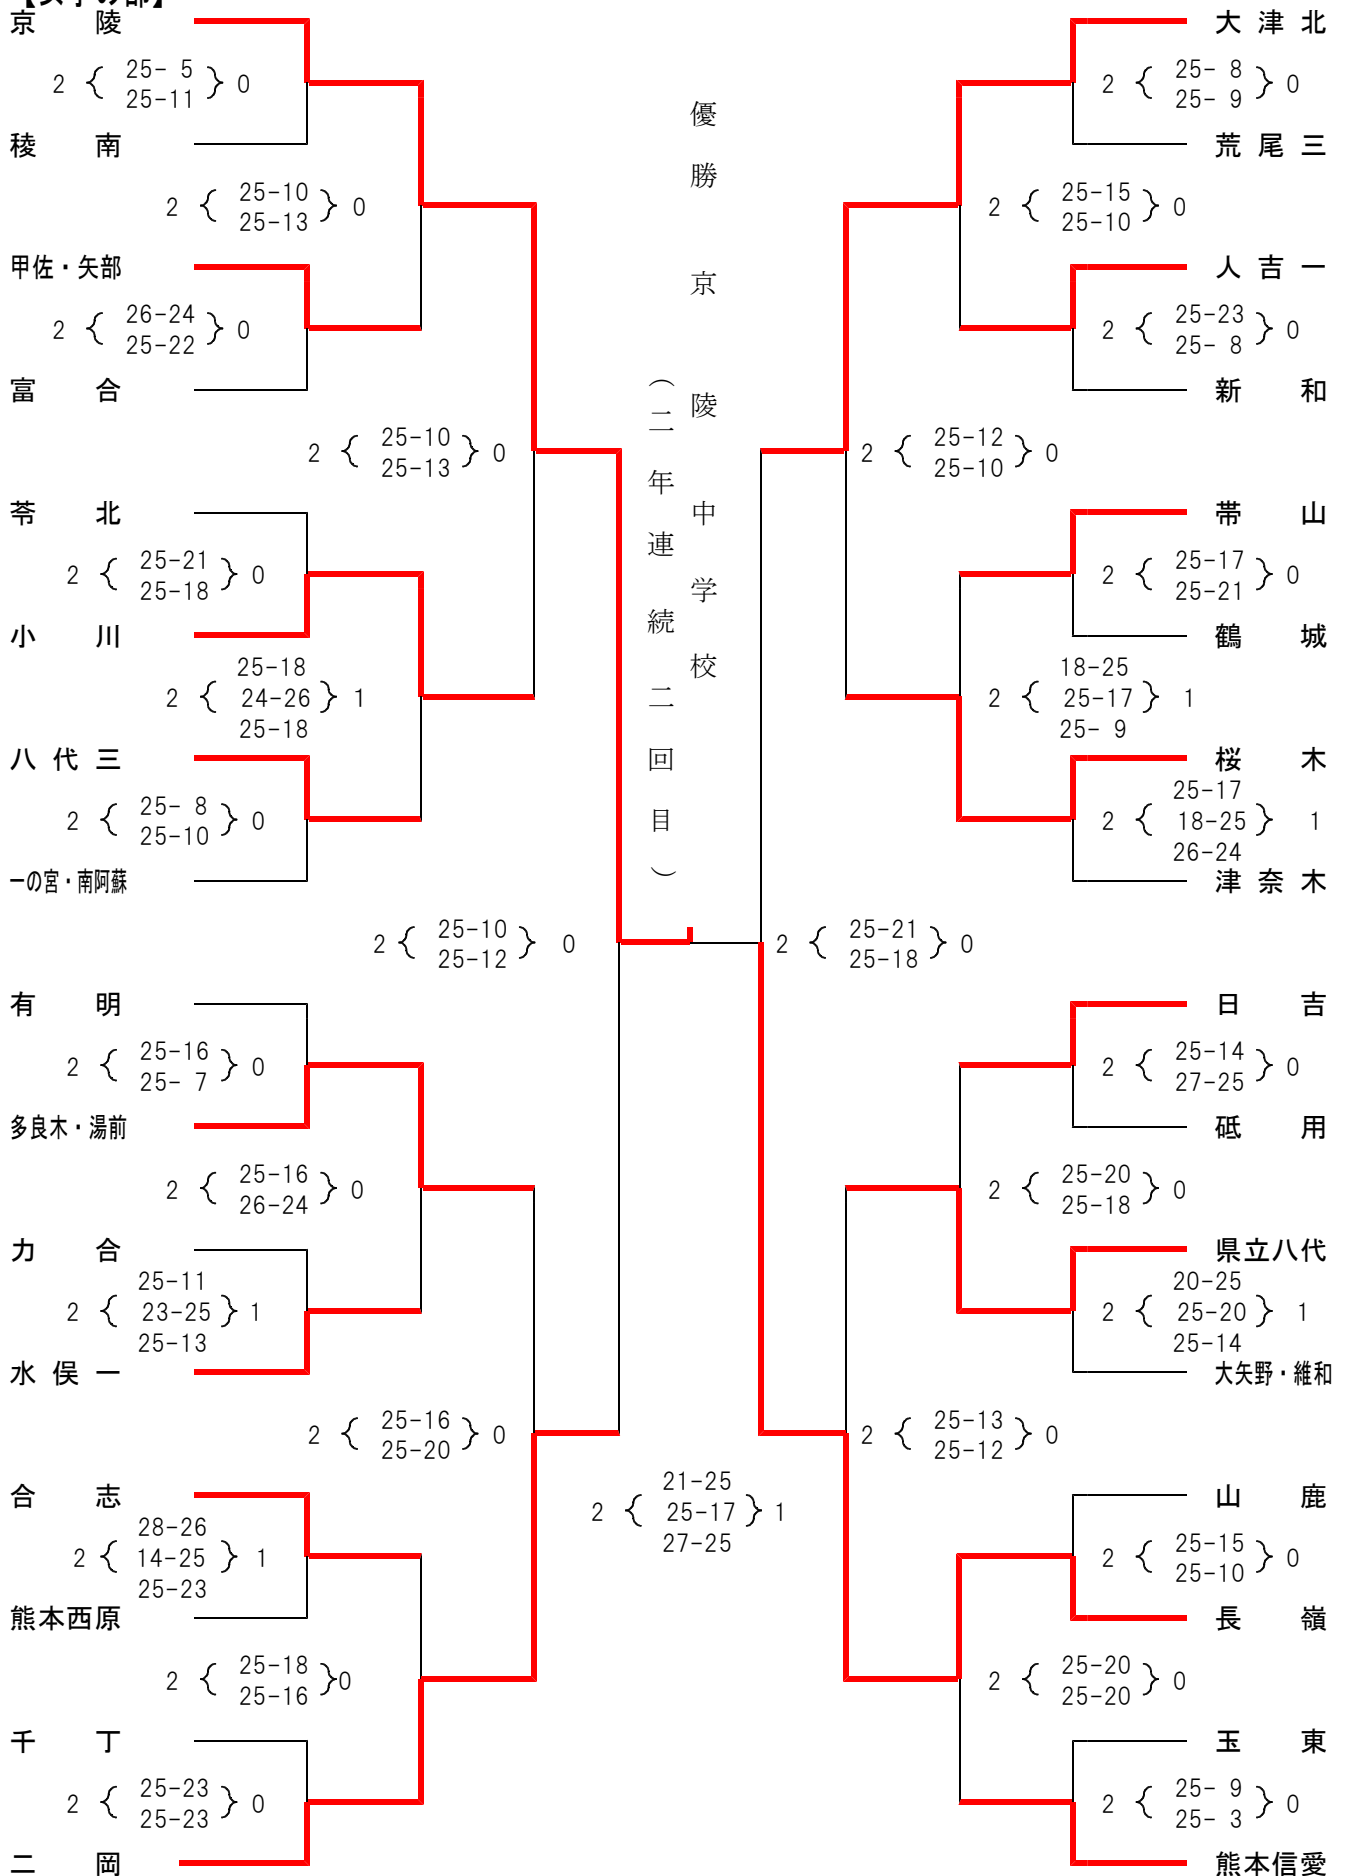 【女子の部】
京 陵
2 { 25- 5 } 0
25-11
稜 南
2 { 25-10 } 0
25-13
甲佐・矢部
2 { 26-24 } 0
25-22
富 合
2 { 25-10 } 0
25-13
苓 北
2 { 25-21 } 0
25-18
小 川
25-18
2 { 24-26 } 1
25-18
八 代 三
2 { 25- 8 } 0
25-10
一の宮・南阿蘇
2 { 25-10 } 0
25-12
有 明
2 { 25-16 } 0
25- 7
多良木・湯前
2 { 25-16 } 0
26-24
力 合
25-11
2 { 23-25 } 1
25-13
水 俣 一
2 { 25-16 } 0
25-20
合 志
28-26
2 { 14-25 } 1
25-23
熊本西原
2 { 25-18 } 0
25-16
千 丁
2 { 25-23 } 0
25-23
二 岡
優勝 京陵中学校
（二年連続二回目）
21-25
2 { 25-17 } 1
27-25
大 津 北
2 { 25- 8 } 0
25- 9
荒 尾 三
2 { 25-15 } 0
25-10
人 吉 一
2 { 25-23 } 0
25- 8
新 和
2 { 25-12 } 0
25-10
帯 山
2 { 25-17 } 0
25-21
鶴 城
18-25
2 { 25-17 } 1
25- 9
桜 木
25-17
2 { 18-25 } 1
26-24
津 奈 木
2 { 25-21 } 0
25-18
日 吉
2 { 25-14 } 0
27-25
砥 用
2 { 25-20 } 0
25-18
県立八代
20-25
2 { 25-20 } 1
25-14
大矢野・維和
2 { 25-13 } 0
25-12
山 鹿
2 { 25-15 } 0
25-10
長 嶺
2 { 25-20 } 0
25-20
玉 東
2 { 25- 9 } 0
25- 3
熊本信愛